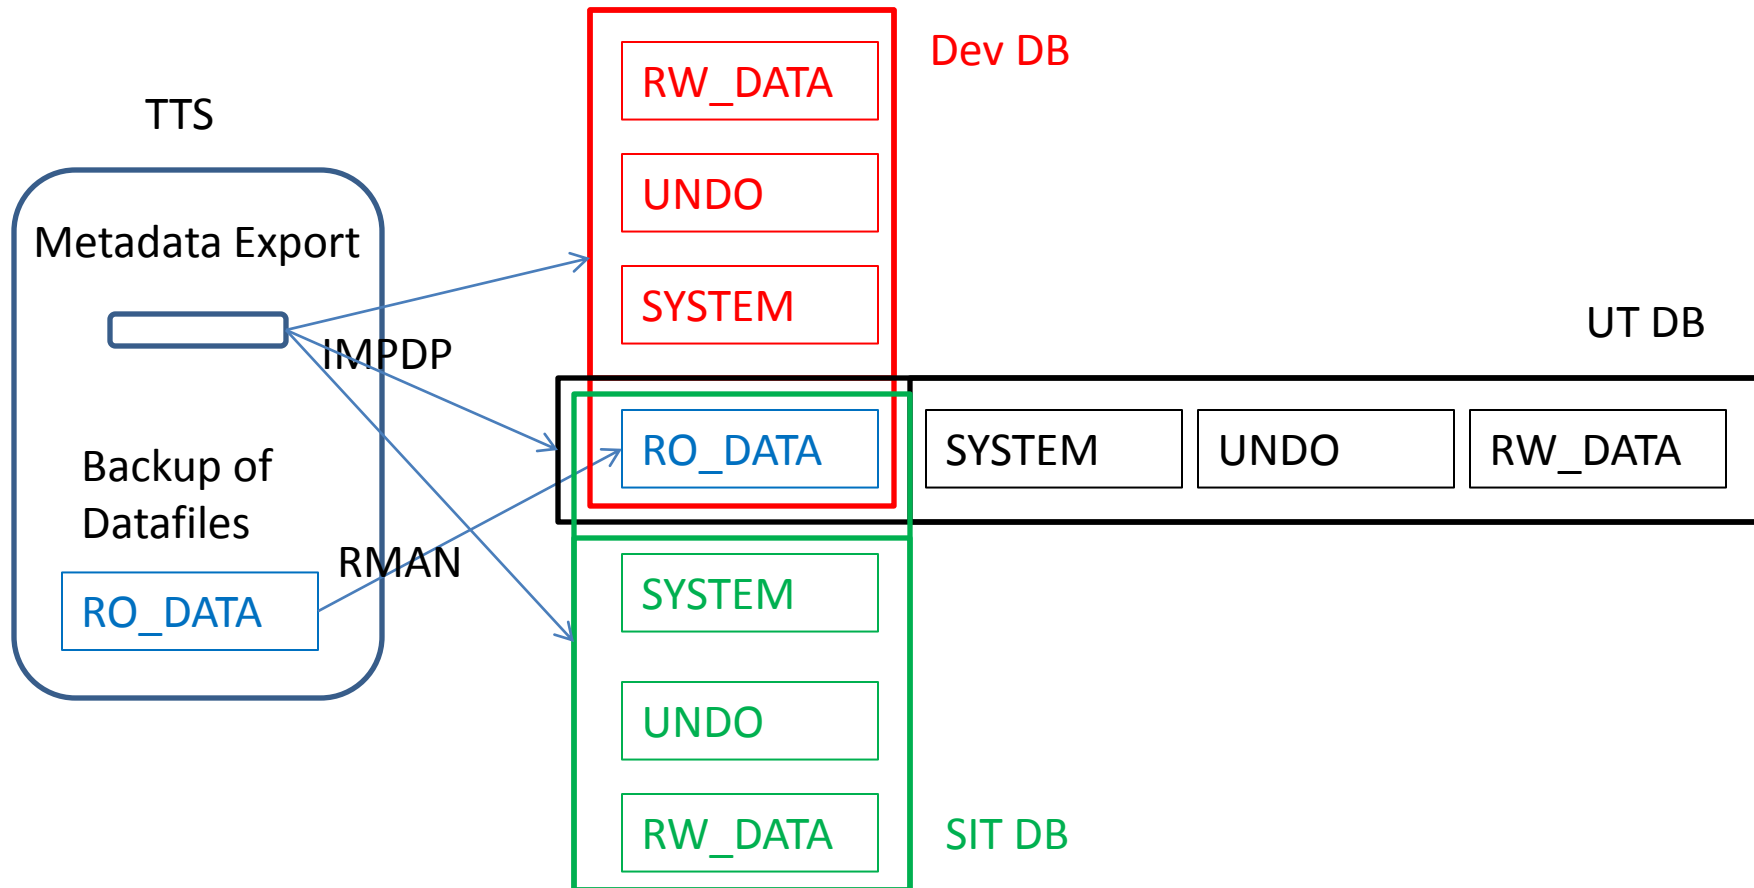 TTS
Metadata Export
IMPDP
Backup of
Datafiles
RMAN
RO_DATA
Dev DB
RW_DATA
UNDO
SYSTEM
UT DB
RO_DATA
SYSTEM
UNDO
RW_DATA
SYSTEM
UNDO
RW_DATA
SIT DB